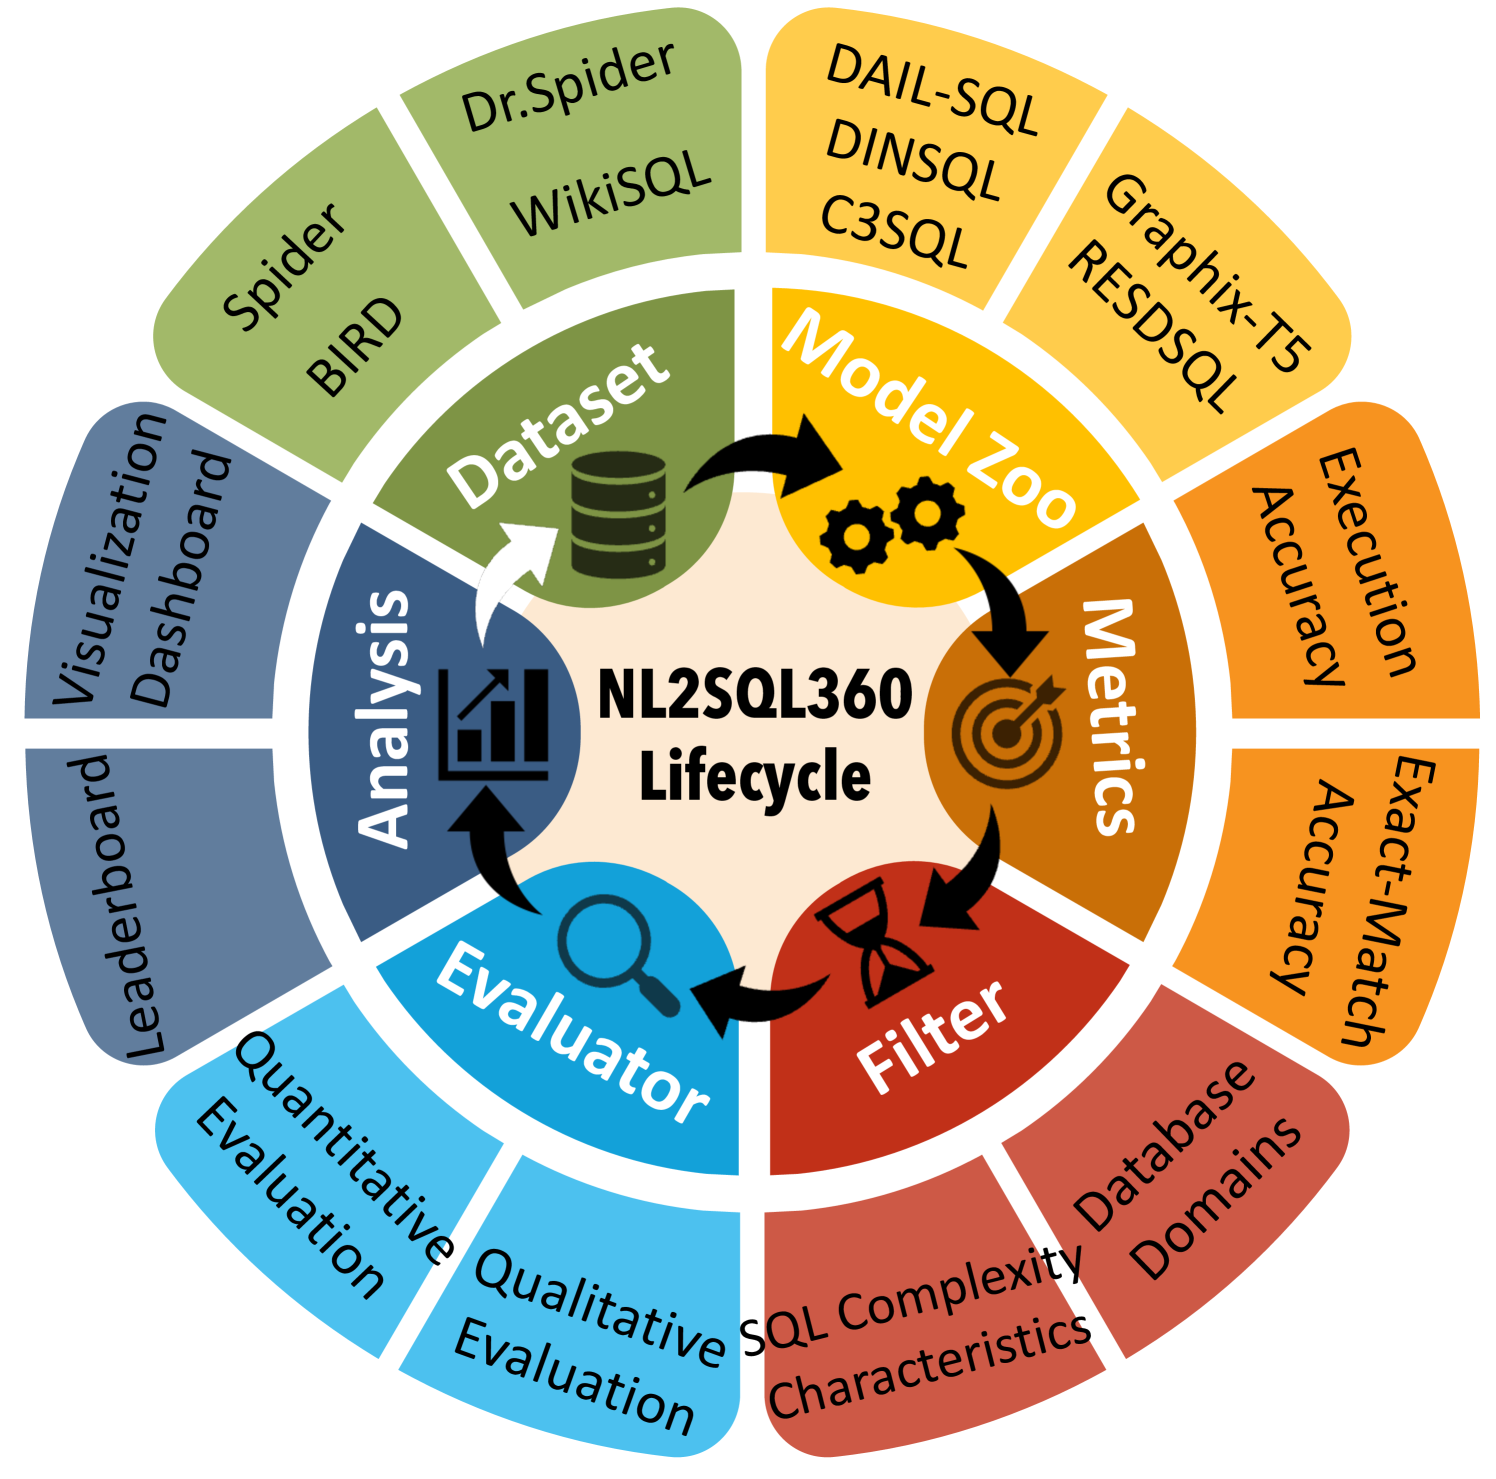 Dr.Spider
WikiSQL
Spider
BIRD
DAIL-SQL
DINSQL
C3SQL
Graphix-T5
RESDSQL
Dataset
Model Zoo
Execution
Accuracy
Exact-Match
Accuracy
Metrics
NL2SQL360
Lifecycle
Visualization
Dashboard
Leaderboard
Analysis
Evaluator
Filter
Quantitative
Evaluation
Qualitative
Evaluation
SQL Complexity
Characteristics
Database
Domains